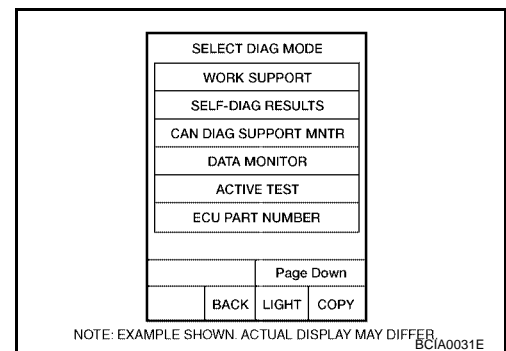 SELECT DIAG MODE
WORK SUPPORT
SELF-DIAG RESULTS
CAN DIAG SUPPORT MNTR
DATA MONITOR
ACTIVE TEST
ECU PART NUMBER
Page Down
BACK LIGHT COPY
NOTE: EXAMPLE SHOWN. ACTUAL DISPLAY MAY DIFFER.
BCIA0031E